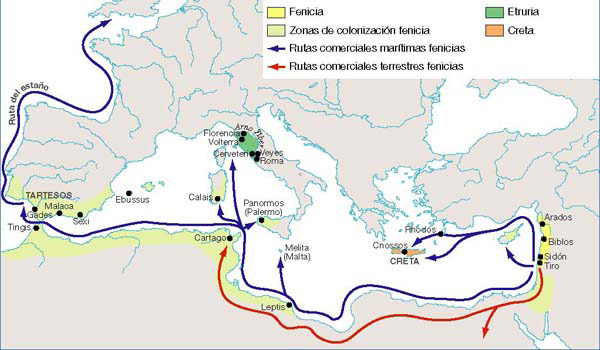 Fenicia
Etruria
Zonas de colonización fenicia
Creta
Rutas comerciales marítimas fenicias
Rutas comerciales terrestres fenicias
Ruta del estaño
Arno
Tíber
Florencia
Volterra
Cerveteri
Veyes
Roma
TARTESOS
Malaca
Gades
Sexi
Tingis
Ebussus
Calais
Panormos
(Palermo)
Cartago
Melita
(Malta)
Leptis
Rhodos
Cnossos
CRETA
Arados
Biblos
Sidón
Tiro